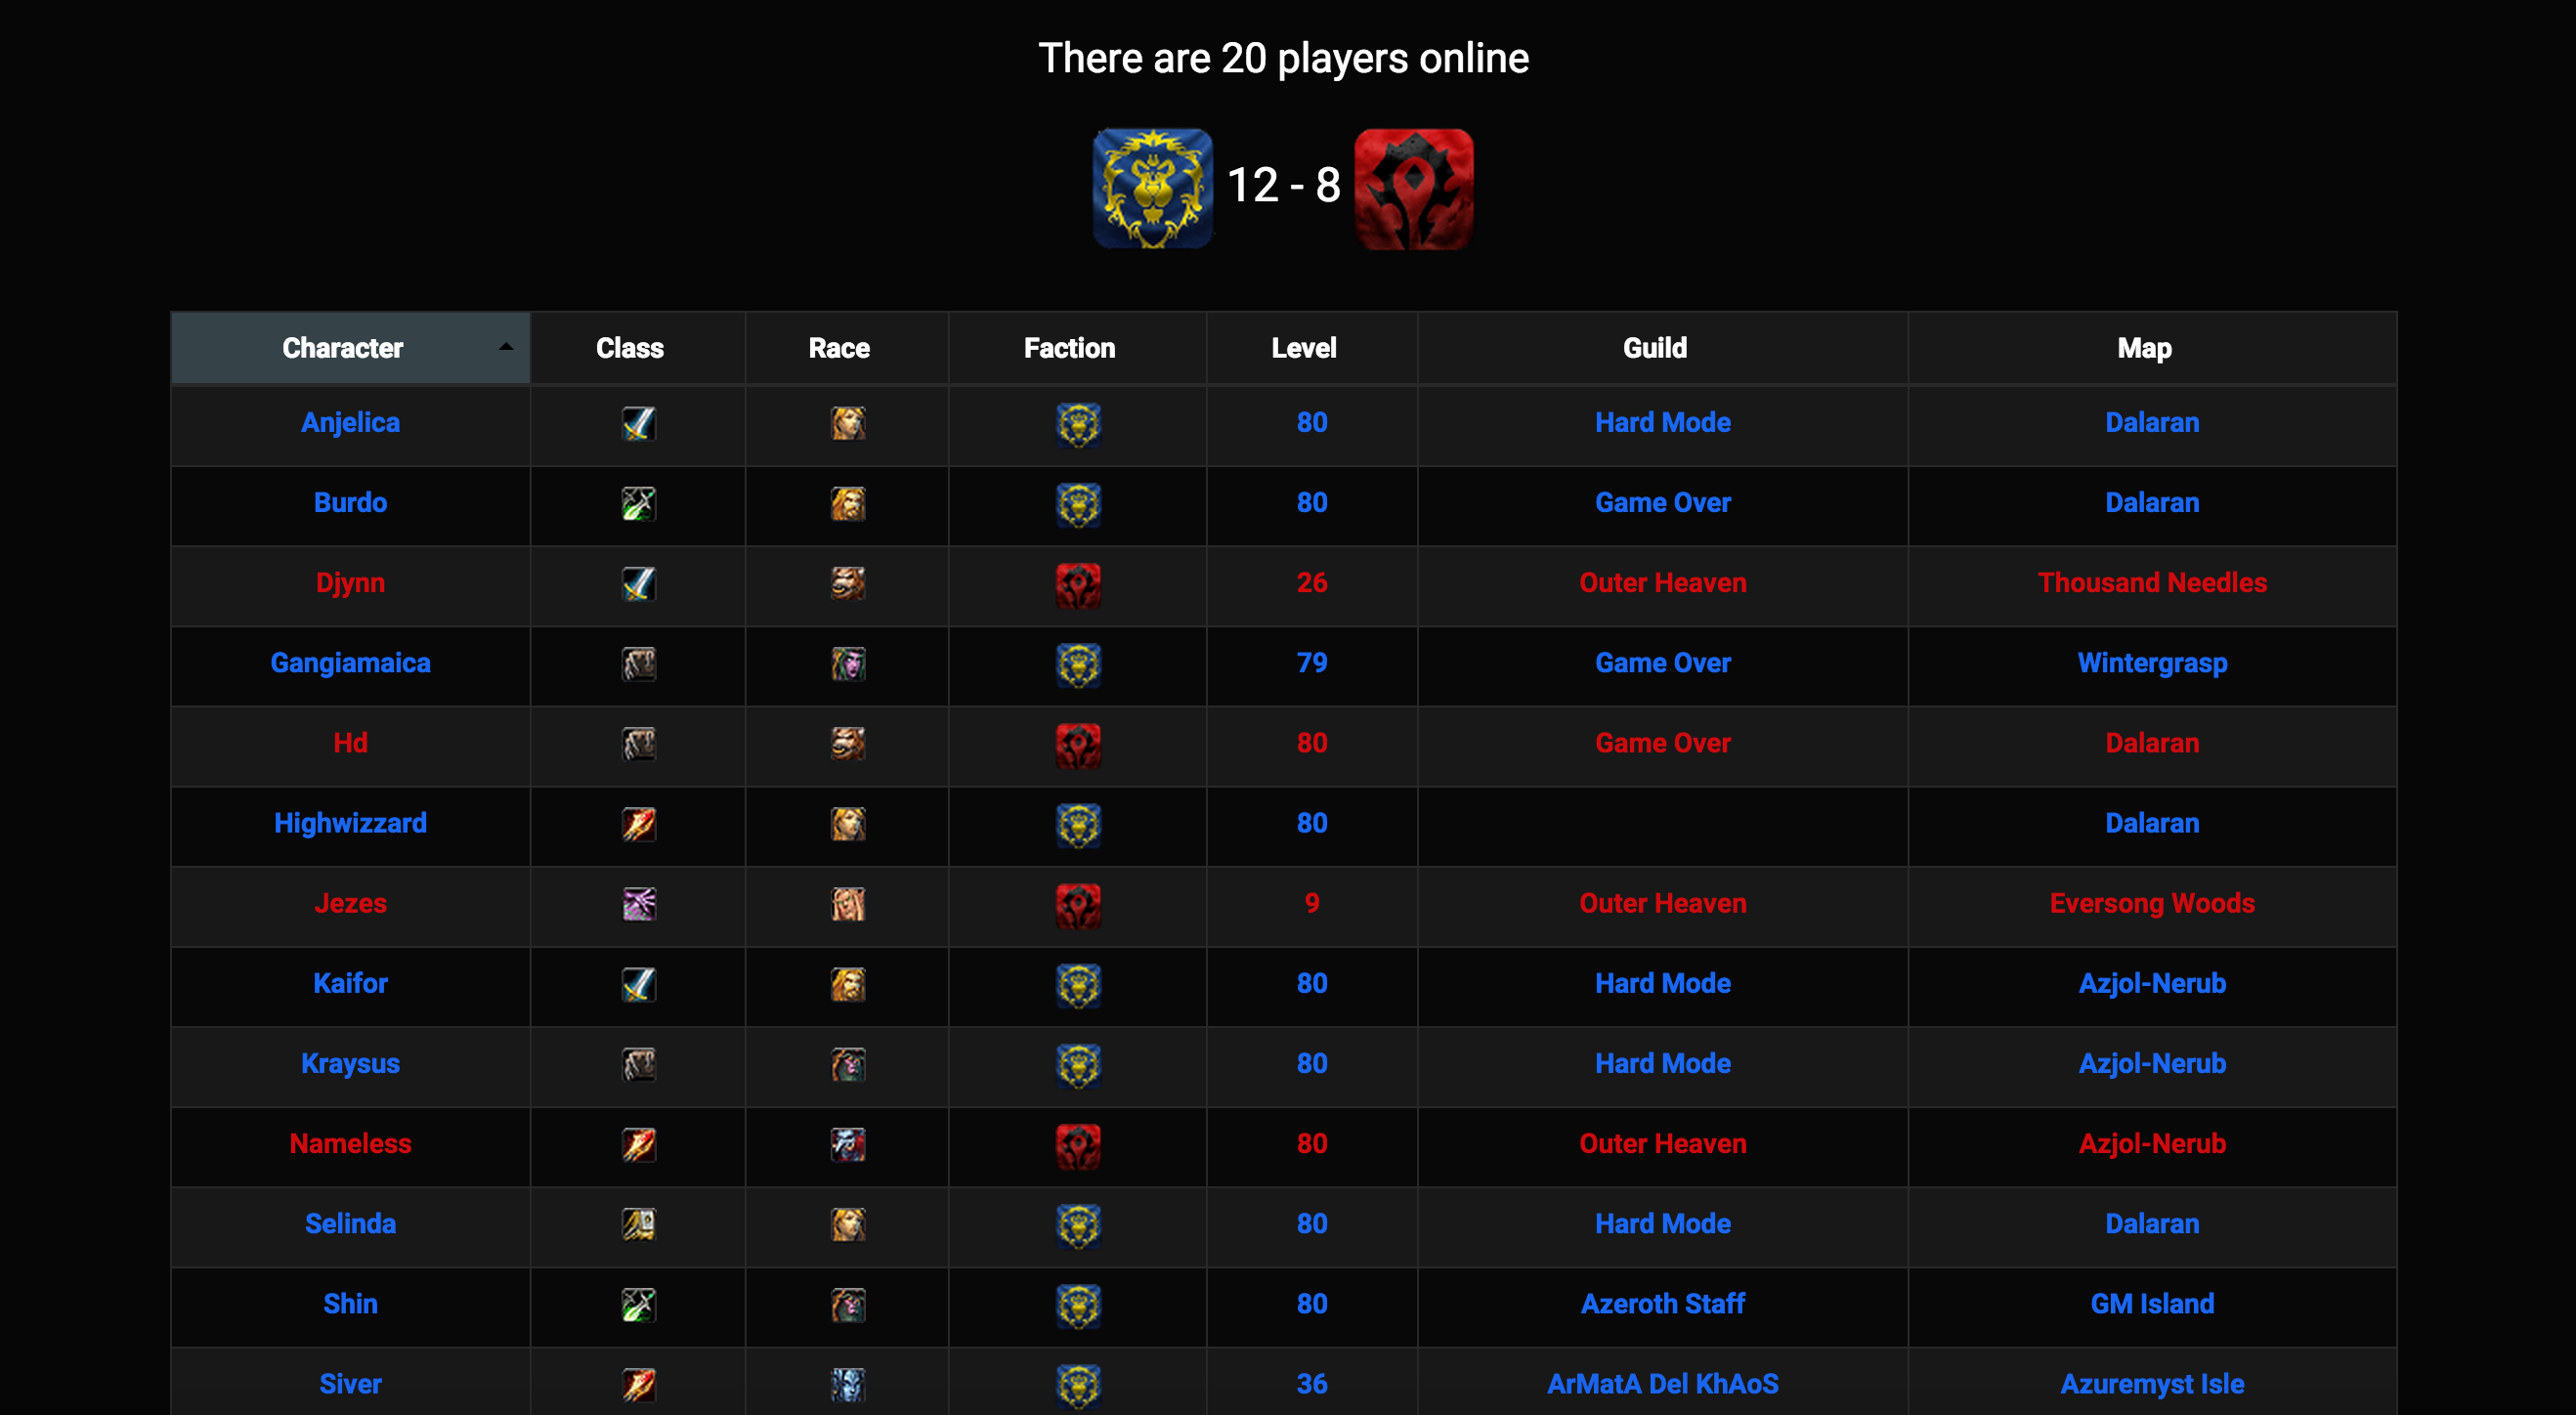 There are 20 players online
12 - 8
Character Class Race Faction Level Guild Map
Anjelica 80 Hard Mode Dalaran
Burdo 80 Game Over Dalaran
Djynn 26 Outer Heaven Thousand Needles
Gangiamaica 79 Game Over Wintergrasp
Hd 80 Game Over Dalaran
Highwizzard 80 Dalaran
Jezes 9 Outer Heaven Eversong Woods
Kaifor 80 Hard Mode Azjol-Nerub
Kraysus 80 Hard Mode Azjol-Nerub
Nameless 80 Outer Heaven Azjol-Nerub
Selinda 80 Hard Mode Dalaran
Shin 80 Azeroth Staff GM Island
Siver 36 ArMatA Del KhAoS Azuremyst Isle